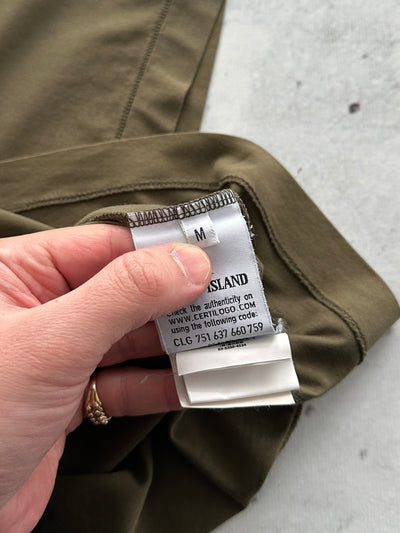 M
ISLAND
Check the authenticity on
WWW.CERTILOGO.COM
using the following code:
CLG 751 637 660 759